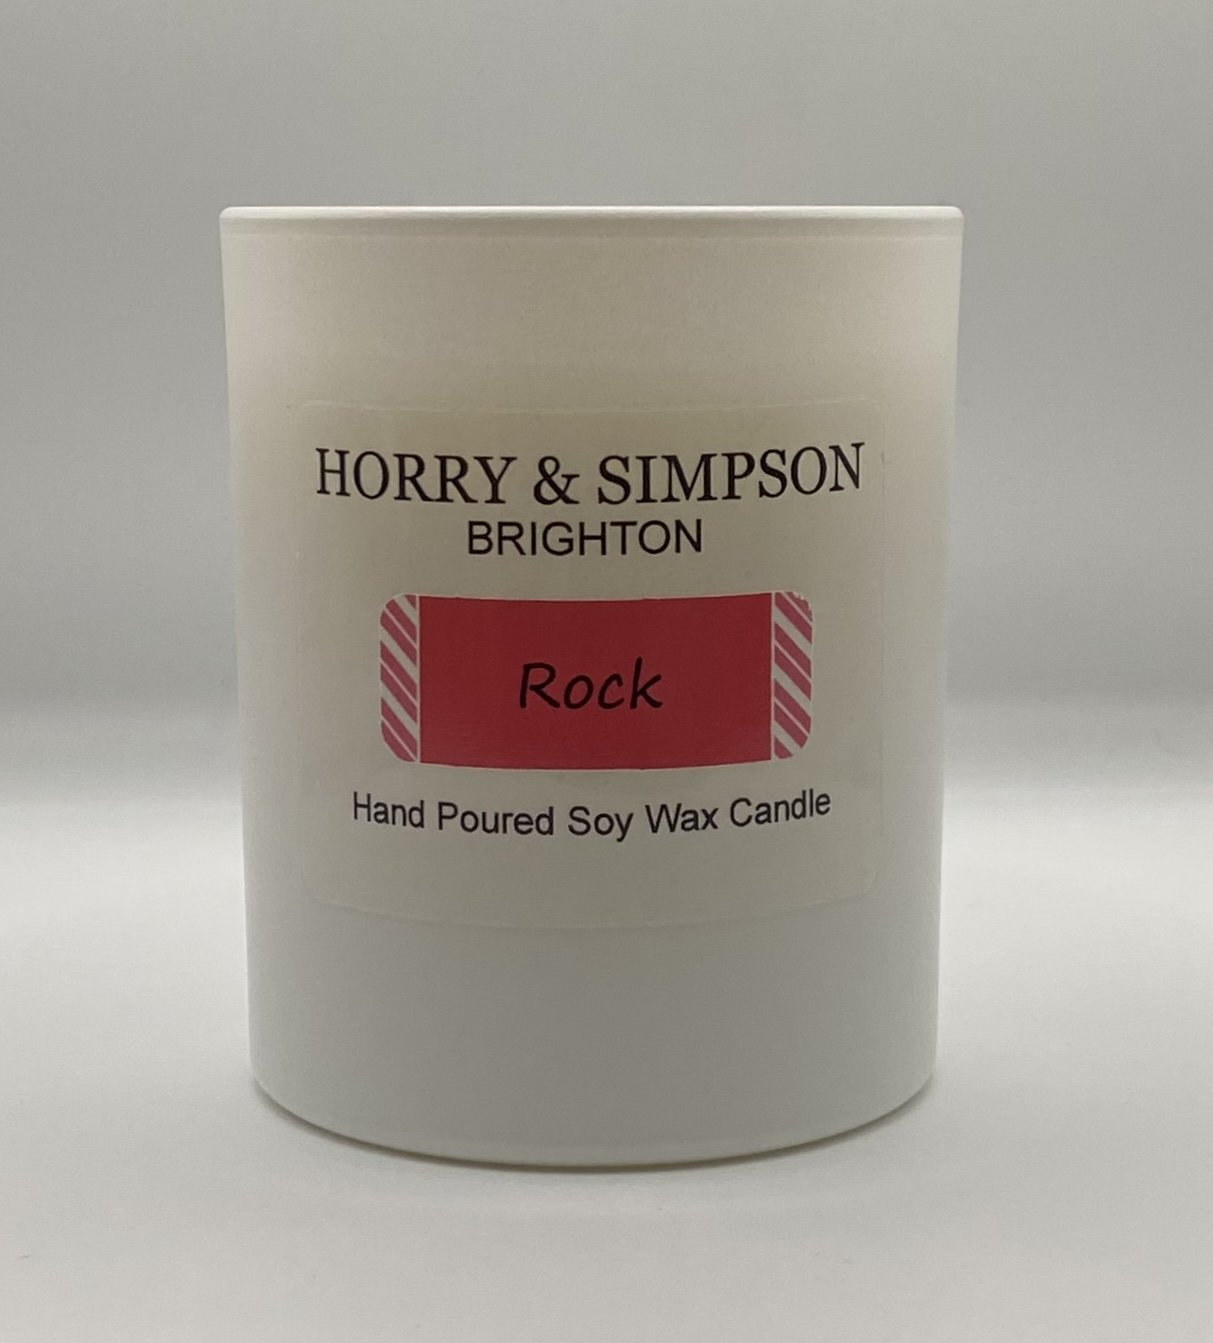 HORRY & SIMPSON
BRIGHTON
Rock
Hand Poured Soy Wax Candle